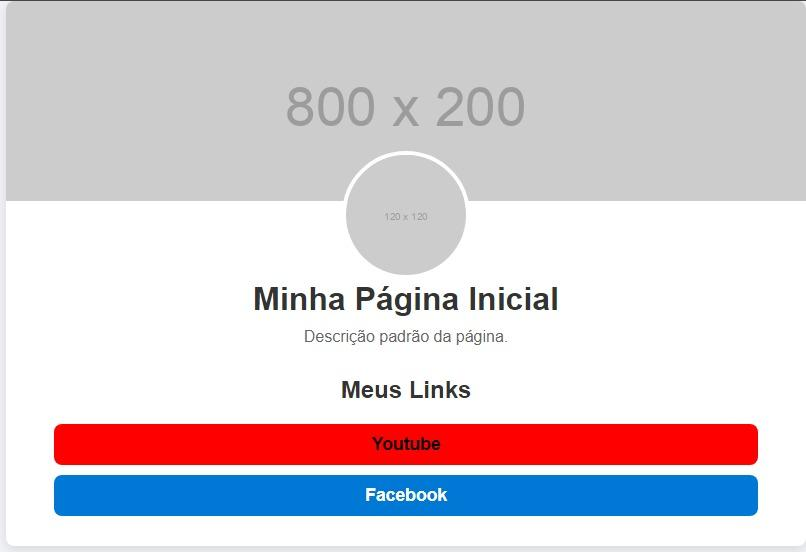 800 x 200
120 x 120
Minha Página Inicial
Descrição padrão da página.
Meus Links
Youtube
Facebook